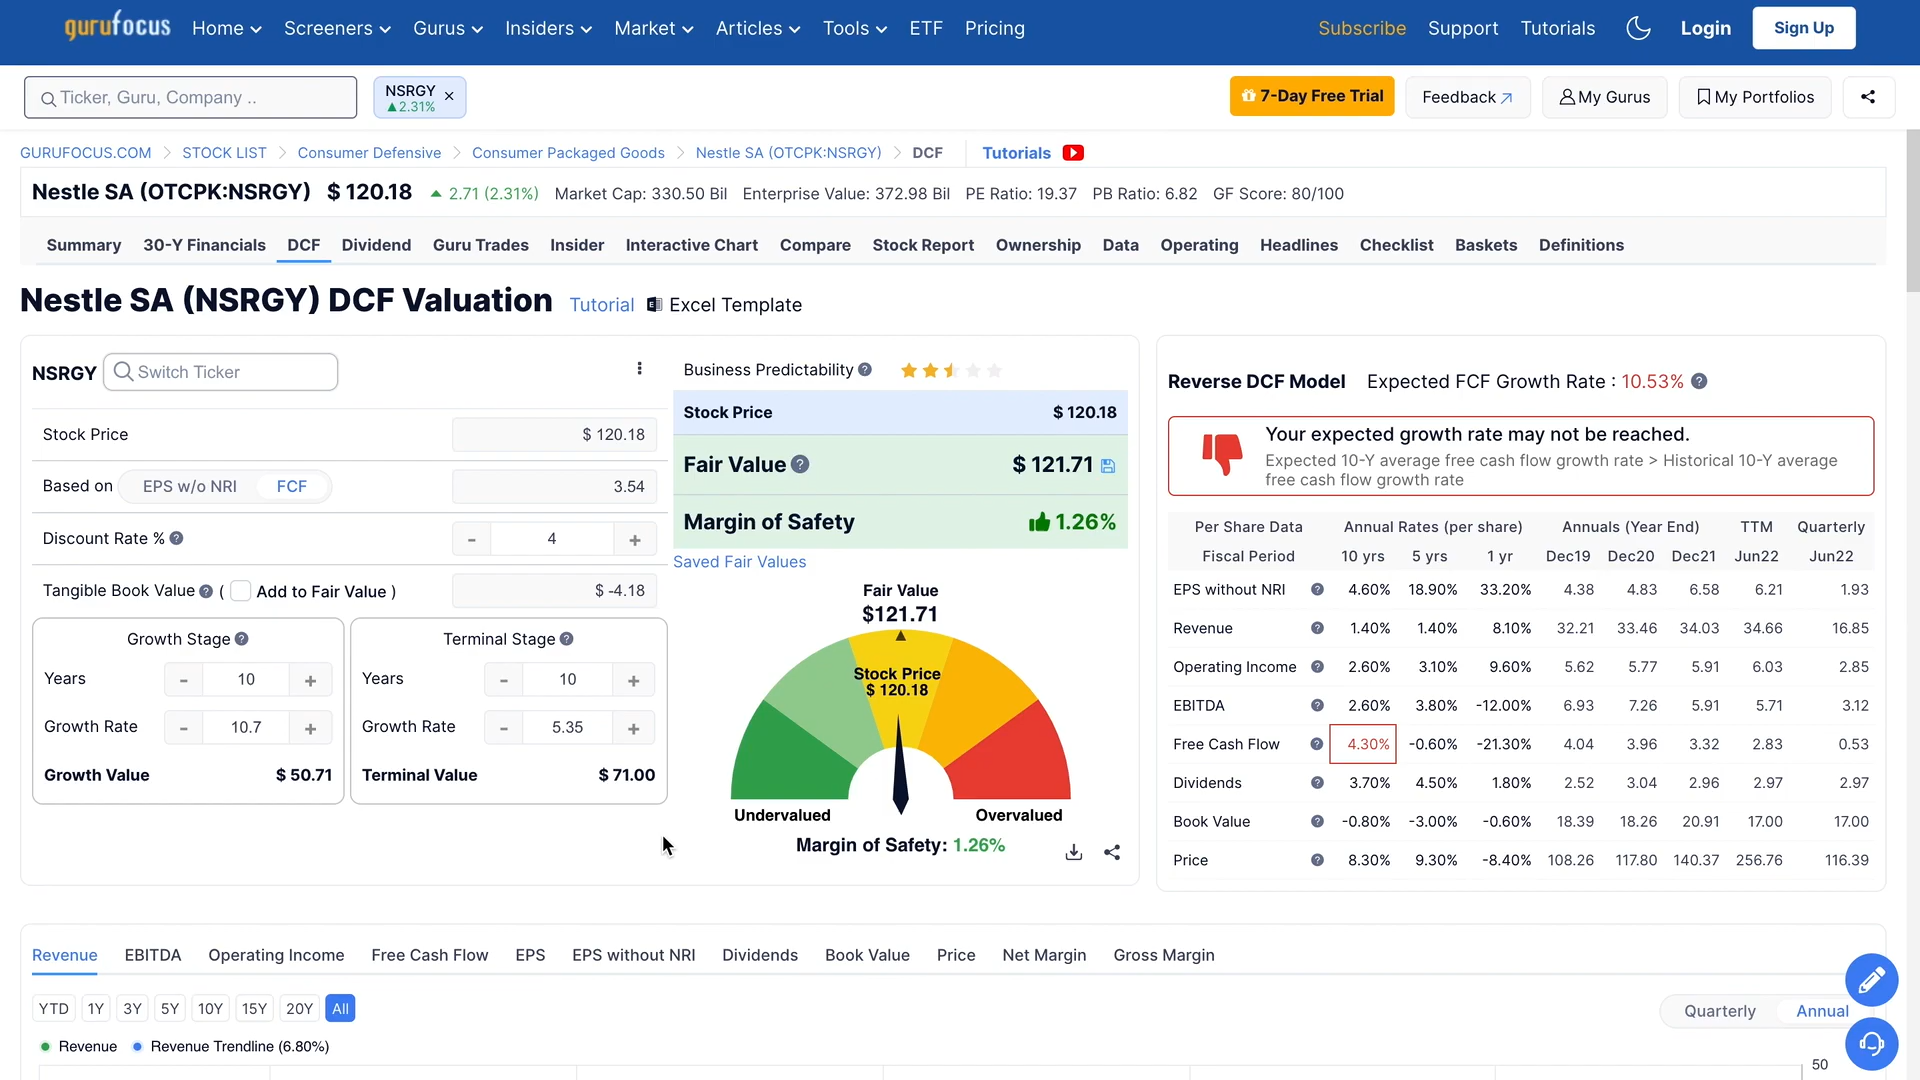 gurufocus Home Screeners Gurus Insiders Market Articles Tools ETF Pricing Subscribe Support Tutorials Login Sign Up
Ticker, Guru, Company .. NSRGY × 7-Day Free Trial Feedback My Gurus My Portfolios
▲2.31%
GURUFOCUS.COM > STOCK LIST > Consumer Defensive > Consumer Packaged Goods > Nestle SA (OTCPK:NSRGY) > DCF Tutorials
Nestle SA (OTCPK:NSRGY) $ 120.18 ▲ 2.71 (2.31%) Market Cap: 330.50 Bil Enterprise Value: 372.98 Bil PE Ratio: 19.37 PB Ratio: 6.82 GF Score: 80/100
Summary 30-Y Financials DCF Dividend Guru Trades Insider Interactive Chart Compare Stock Report Ownership Data Operating Headlines Checklist Baskets Definitions
Nestle SA (NSRGY) DCF Valuation Tutorial Excel Template
NSRGY Switch Ticker
Stock Price $ 120.18
Based on EPS w/o NRI FCF 3.54
Discount Rate % ? - 4 +
Tangible Book Value ? ( Add to Fair Value ) $ -4.18
Growth Stage ?
Years - 10 +
Growth Rate - 10.7 +
Growth Value $ 50.71
Terminal Stage ?
Years - 10 +
Growth Rate - 5.35 +
Terminal Value $ 71.00
Business Predictability ?
Stock Price $ 120.18
Fair Value ? $ 121.71
Margin of Safety 1.26%
Saved Fair Values
Fair Value
$121.71
Stock Price
$ 120.18
Undervalued Overvalued
Margin of Safety: 1.26%
Reverse DCF Model Expected FCF Growth Rate : 10.53% ?
Your expected growth rate may not be reached.
Expected 10-Y average free cash flow growth rate > Historical 10-Y average
free cash flow growth rate
Per Share Data Annual Rates (per share) Annuals (Year End) TTM Quarterly
Fiscal Period 10 yrs 5 yrs 1 yr Dec19 Dec20 Dec21 Jun22 Jun22
EPS without NRI ? 4.60% 18.90% 33.20% 4.38 4.83 6.58 6.21 1.93
Revenue ? 1.40% 1.40% 8.10% 32.21 33.46 34.03 34.66 16.85
Operating Income ? 2.60% 3.10% 9.60% 5.62 5.77 5.91 6.03 2.85
EBITDA ? 2.60% 3.80% -12.00% 6.93 7.26 5.91 5.71 3.12
Free Cash Flow ? 4.30% -0.60% -21.30% 4.04 3.96 3.32 2.83 0.53
Dividends ? 3.70% 4.50% 1.80% 2.52 3.04 2.96 2.97 2.97
Book Value ? -0.80% -3.00% -0.60% 18.39 18.26 20.91 17.00 17.00
Price ? 8.30% 9.30% -8.40% 108.26 117.80 140.37 256.76 116.39
Revenue EBITDA Operating Income Free Cash Flow EPS EPS without NRI Dividends Book Value Price Net Margin Gross Margin
YTD 1Y 3Y 5Y 10Y 15Y 20Y All Quarterly Annual
Revenue Revenue Trendline (6.80%)
50